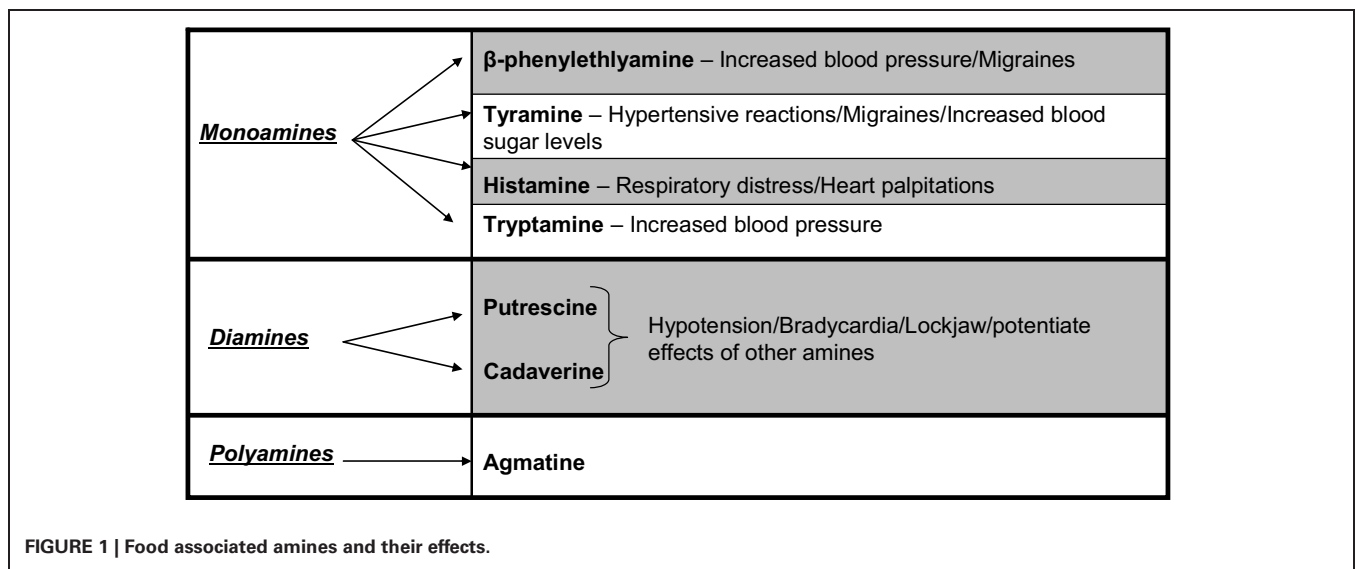 Monoamines
β-phenylethlyamine – Increased blood pressure/Migraines
Tyramine – Hypertensive reactions/Migraines/Increased blood
sugar levels
Histamine – Respiratory distress/Heart palpitations
Tryptamine – Increased blood pressure
Diamines
Putrescine
Cadaverine
Hypotension/Bradycardia/Lockjaw/potentiate
effects of other amines
Polyamines
Agmatine
FIGURE 1 | Food associated amines and their effects.